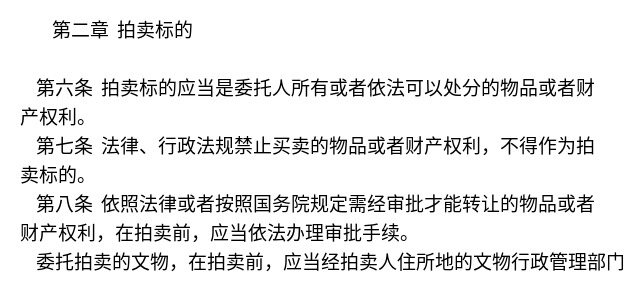 第二章 拍卖标的
第六条 拍卖标的应当是委托人所有或者依法可以处分的物品或者财
产权利。
第七条 法律、行政法规禁止买卖的物品或者财产权利，不得作为拍
卖标的。
第八条 依照法律或者按照国务院规定需经审批才能转让的物品或者
财产权利，在拍卖前，应当依法办理审批手续。
委托拍卖的文物，在拍卖前，应当经拍卖人住所地的文物行政管理部门